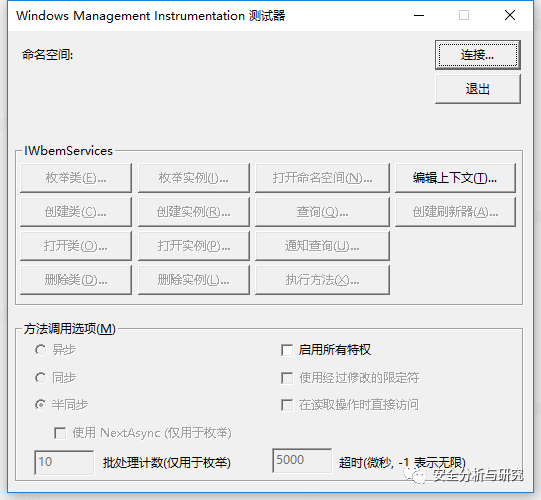 Windows Management Instrumentation 测试器
命名空间:
连接...
退出
IWbemServices
枚举类(E)... 枚举实例(I)... 打开命名空间(N)... 编辑上下文(T)...
创建类(C)... 创建实例(R)... 查询(Q)... 创建刷新器(A)...
打开类(O)... 打开实例(P)... 通知查询(U)...
删除类(D)... 删除实例(L)... 执行方法(X)...
方法调用选项(M)
异步 启用所有特权
同步 使用经过修改的限定符
半同步 在读取操作时直接访问
使用 NextAsync (仅用于枚举)
10 批处理计数(仅用于枚举) 5000 超时(微秒, -1 表示无限)
安全分析与研究